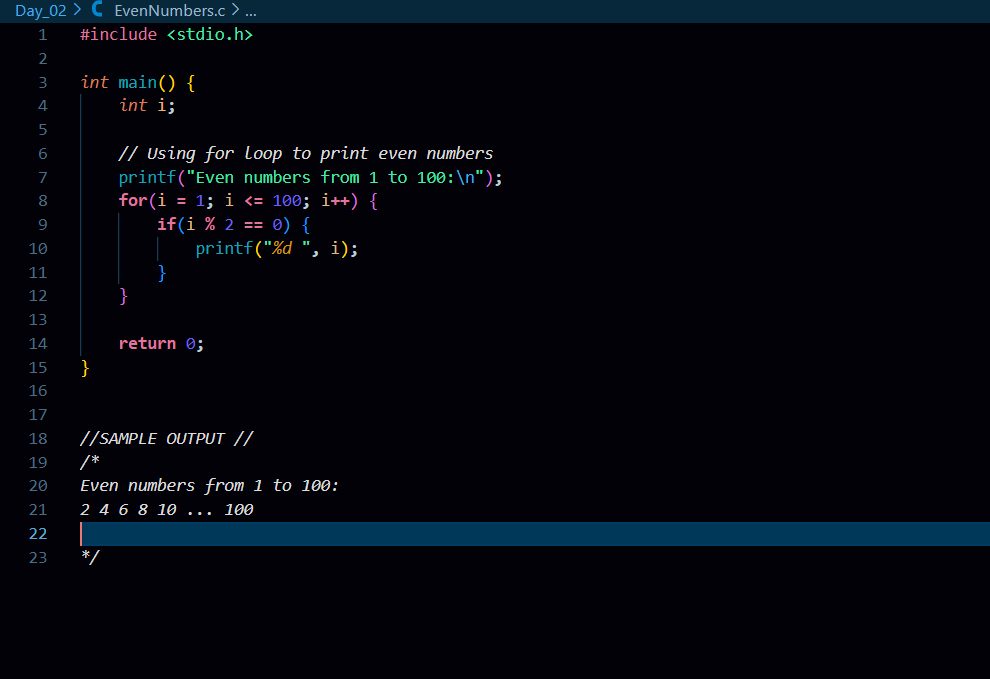 Day_02 > C EvenNumbers.c > ...
1 #include <stdio.h>
2
3 int main() {
4     int i;
5
6     // Using for loop to print even numbers
7     printf("Even numbers from 1 to 100:\n");
8     for(i = 1; i <= 100; i++) {
9         if(i % 2 == 0) {
10             printf("%d ", i);
11         }
12     }
13
14     return 0;
15 }
16
17
18 //SAMPLE OUTPUT //
19 /*
20 Even numbers from 1 to 100:
21 2 4 6 8 10 ... 100
22
23 */